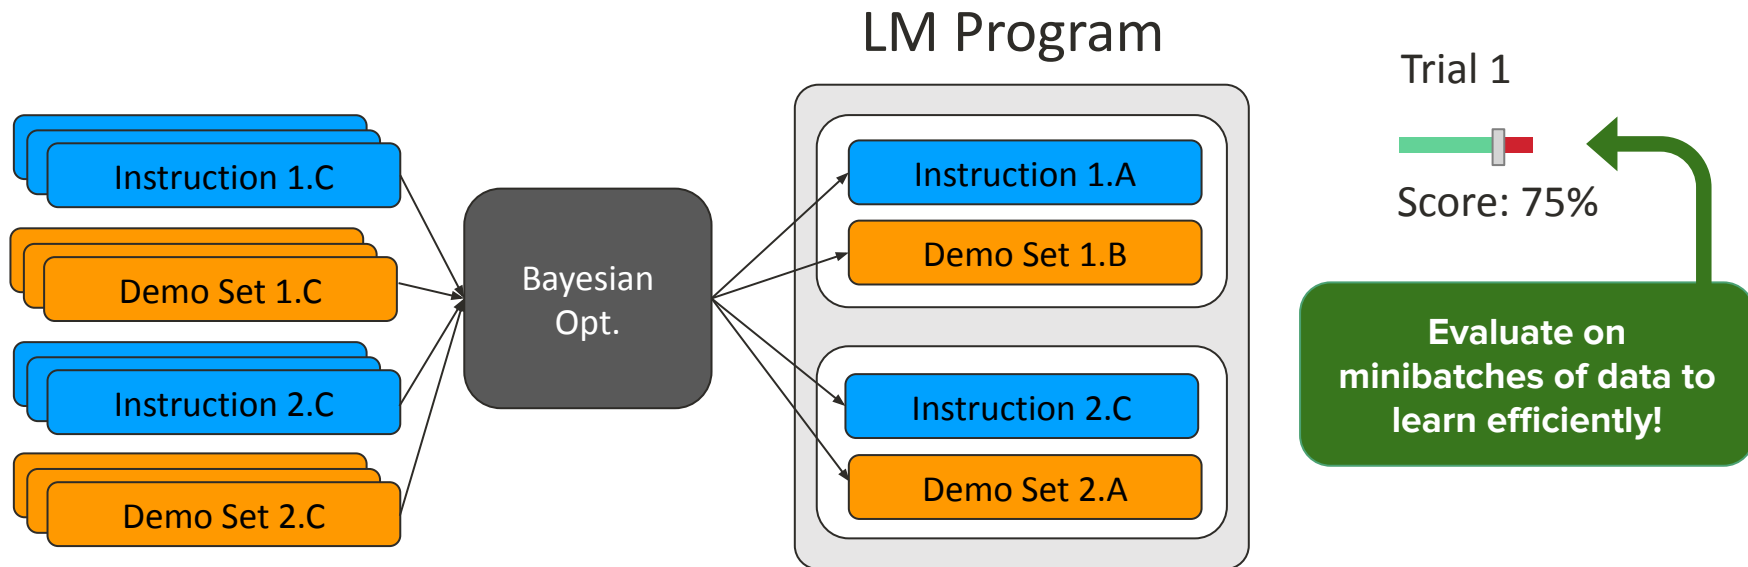 LM Program
Instruction 1.C
Demo Set 1.C
Instruction 2.C
Demo Set 2.C
Bayesian
Opt.
Instruction 1.A
Demo Set 1.B
Instruction 2.C
Demo Set 2.A
Trial 1
Score: 75%
Evaluate on
minibatches of data to
learn efficiently!